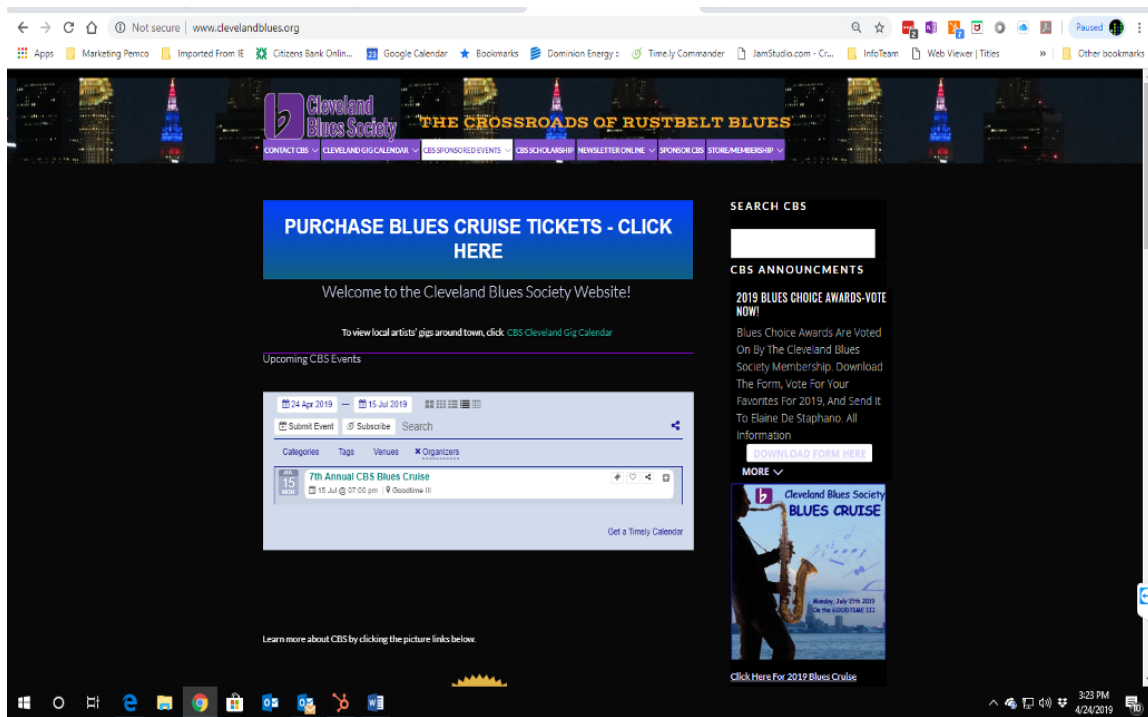 Not secure | www.clevelandblues.org
Paused
Apps
Marketing Pemco
Imported From IE
Citizens Bank Onlin...
23
Google Calendar
Bookmarks
Dominion Energy ::
Time.ly Commander
JamStudio.com - Cr...
InfoTeam
Web Viewer | Titles
»
Other bookmarks
Cleveland
Blues Society
THE CROSSROADS OF RUSTBELT BLUES
CONTACT CBS
CLEVELAND GIG CALENDAR
CBS SPONSORED EVENTS
CBS SCHOLARSHIP
NEWSLETTER ONLINE
SPONSOR CBS
STORE/MEMBERSHIP
PURCHASE BLUES CRUISE TICKETS - CLICK
HERE
Welcome to the Cleveland Blues Society Website!
To view local artists' gigs around town, click CBS Cleveland Gig Calendar
Upcoming CBS Events
24 Apr 2019 — 15 Jul 2019
Submit Event
Subscribe
Search
Categories
Tags
Venues
Organizers
JUL
15
MON
7th Annual CBS Blues Cruise
15 Jul @ 07:00 pm
Goodtime III
Get a Timely Calendar
Learn more about CBS by clicking the picture links below.
SEARCH CBS
CBS ANNOUNCMENTS
2019 BLUES CHOICE AWARDS-VOTE
NOW!
Blues Choice Awards Are Voted
On By The Cleveland Blues
Society Membership. Download
The Form, Vote For Your
Favorites For 2019, And Send It
To Elaine De Staphano. All
Information
DOWNLOAD FORM HERE
MORE
Cleveland Blues Society
BLUES CRUISE
Monday, July 15th 2019
On the GOODTIME III
Click Here For 2019 Blues Cruise
3:23 PM
4/24/2019